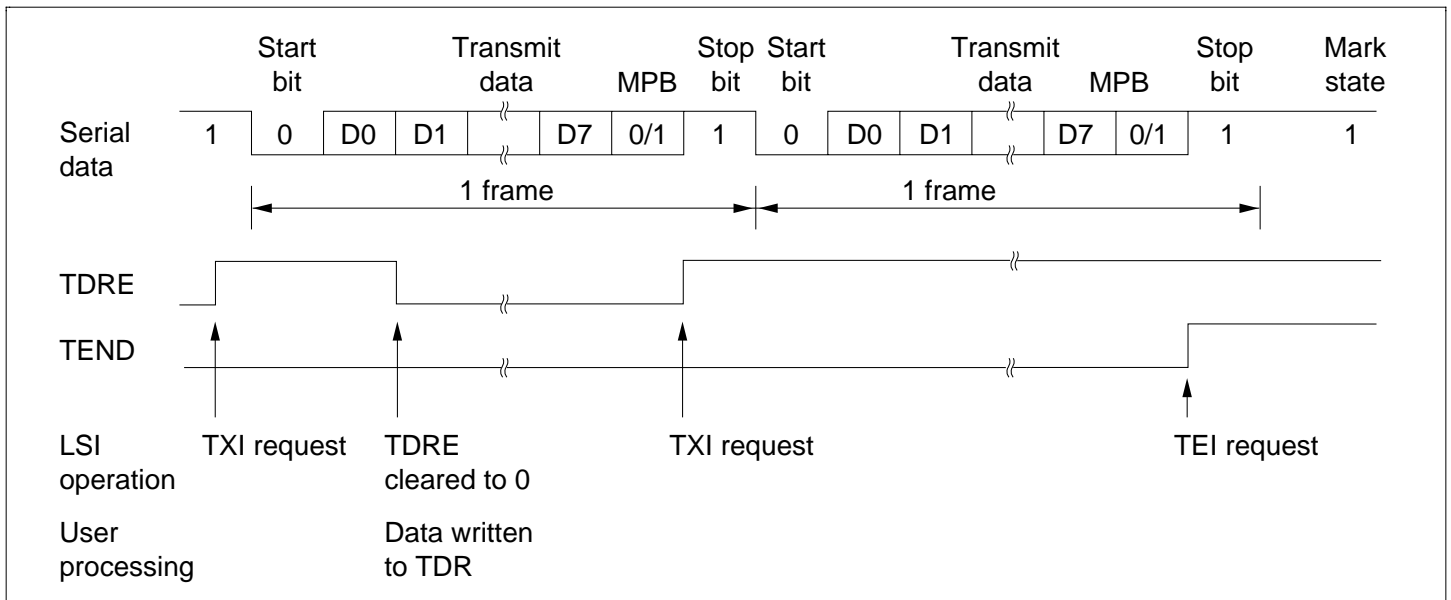 Start Transmit Stop Start Transmit Stop Mark
bit data MPB bit bit data MPB bit state
Serial data
1 0 D0 D1 D7 0/1 1 0 D0 D1 D7 0/1 1 1
1 frame 1 frame
TDRE
TEND
LSI TXI request TDRE TXI request TEI request
operation cleared to 0
User Data written
processing to TDR